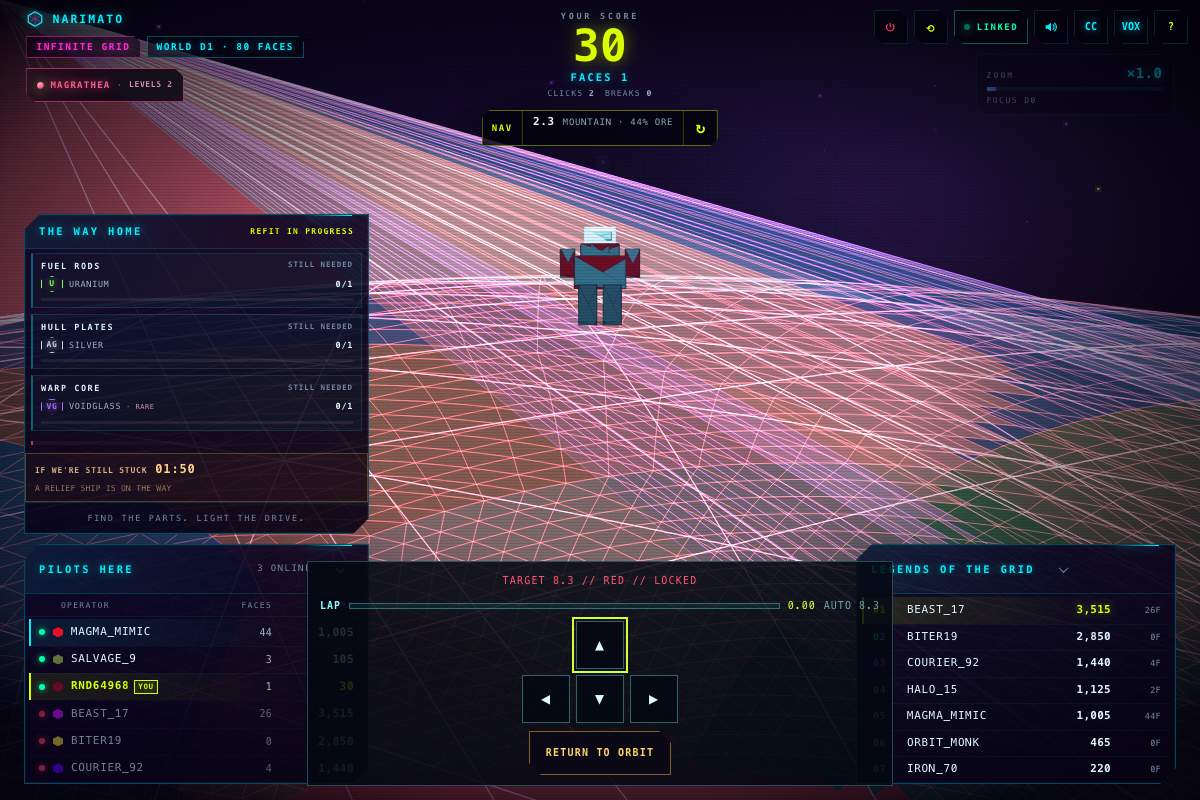 NARIMATO
INFINITE GRID
WORLD D1 · 80 FACES
MAGRATHEA · LEVELS 2
YOUR SCORE
30
FACES 1
CLICKS 2 BREAKS 0
NAV
2.3 MOUNTAIN · 44% ORE
↻
LINKED
CC
VOX
?
ZOOM ×1.0
FOCUS D0
THE WAY HOME
REFIT IN PROGRESS
FUEL RODS STILL NEEDED
U URANIUM 0/1
HULL PLATES STILL NEEDED
AG SILVER 0/1
WARP CORE STILL NEEDED
VG VOIDGLASS · RARE 0/1
IF WE'RE STILL STUCK 01:50
A RELIEF SHIP IS ON THE WAY
FIND THE PARTS. LIGHT THE DRIVE.
PILOTS HERE 3 ONLIN
OPERATOR FACES
MAGMA_MIMIC 44 1,005
SALVAGE_9 3 105
RND64968 YOU 1 30
BEAST_17 26 3,515
BITER19 0 2,850
COURIER_92 4 1,440
TARGET 8.3 // RED // LOCKED
LAP 0.00 AUTO 8.3
▲
◀ ▼ ▶
RETURN TO ORBIT
LEGENDS OF THE GRID
01 BEAST_17 3,515 26F
02 BITER19 2,850 0F
03 COURIER_92 1,440 4F
04 HALO_15 1,125 2F
05 MAGMA_MIMIC 1,005 44F
06 ORBIT_MONK 465 0F
07 IRON_70 220 0F